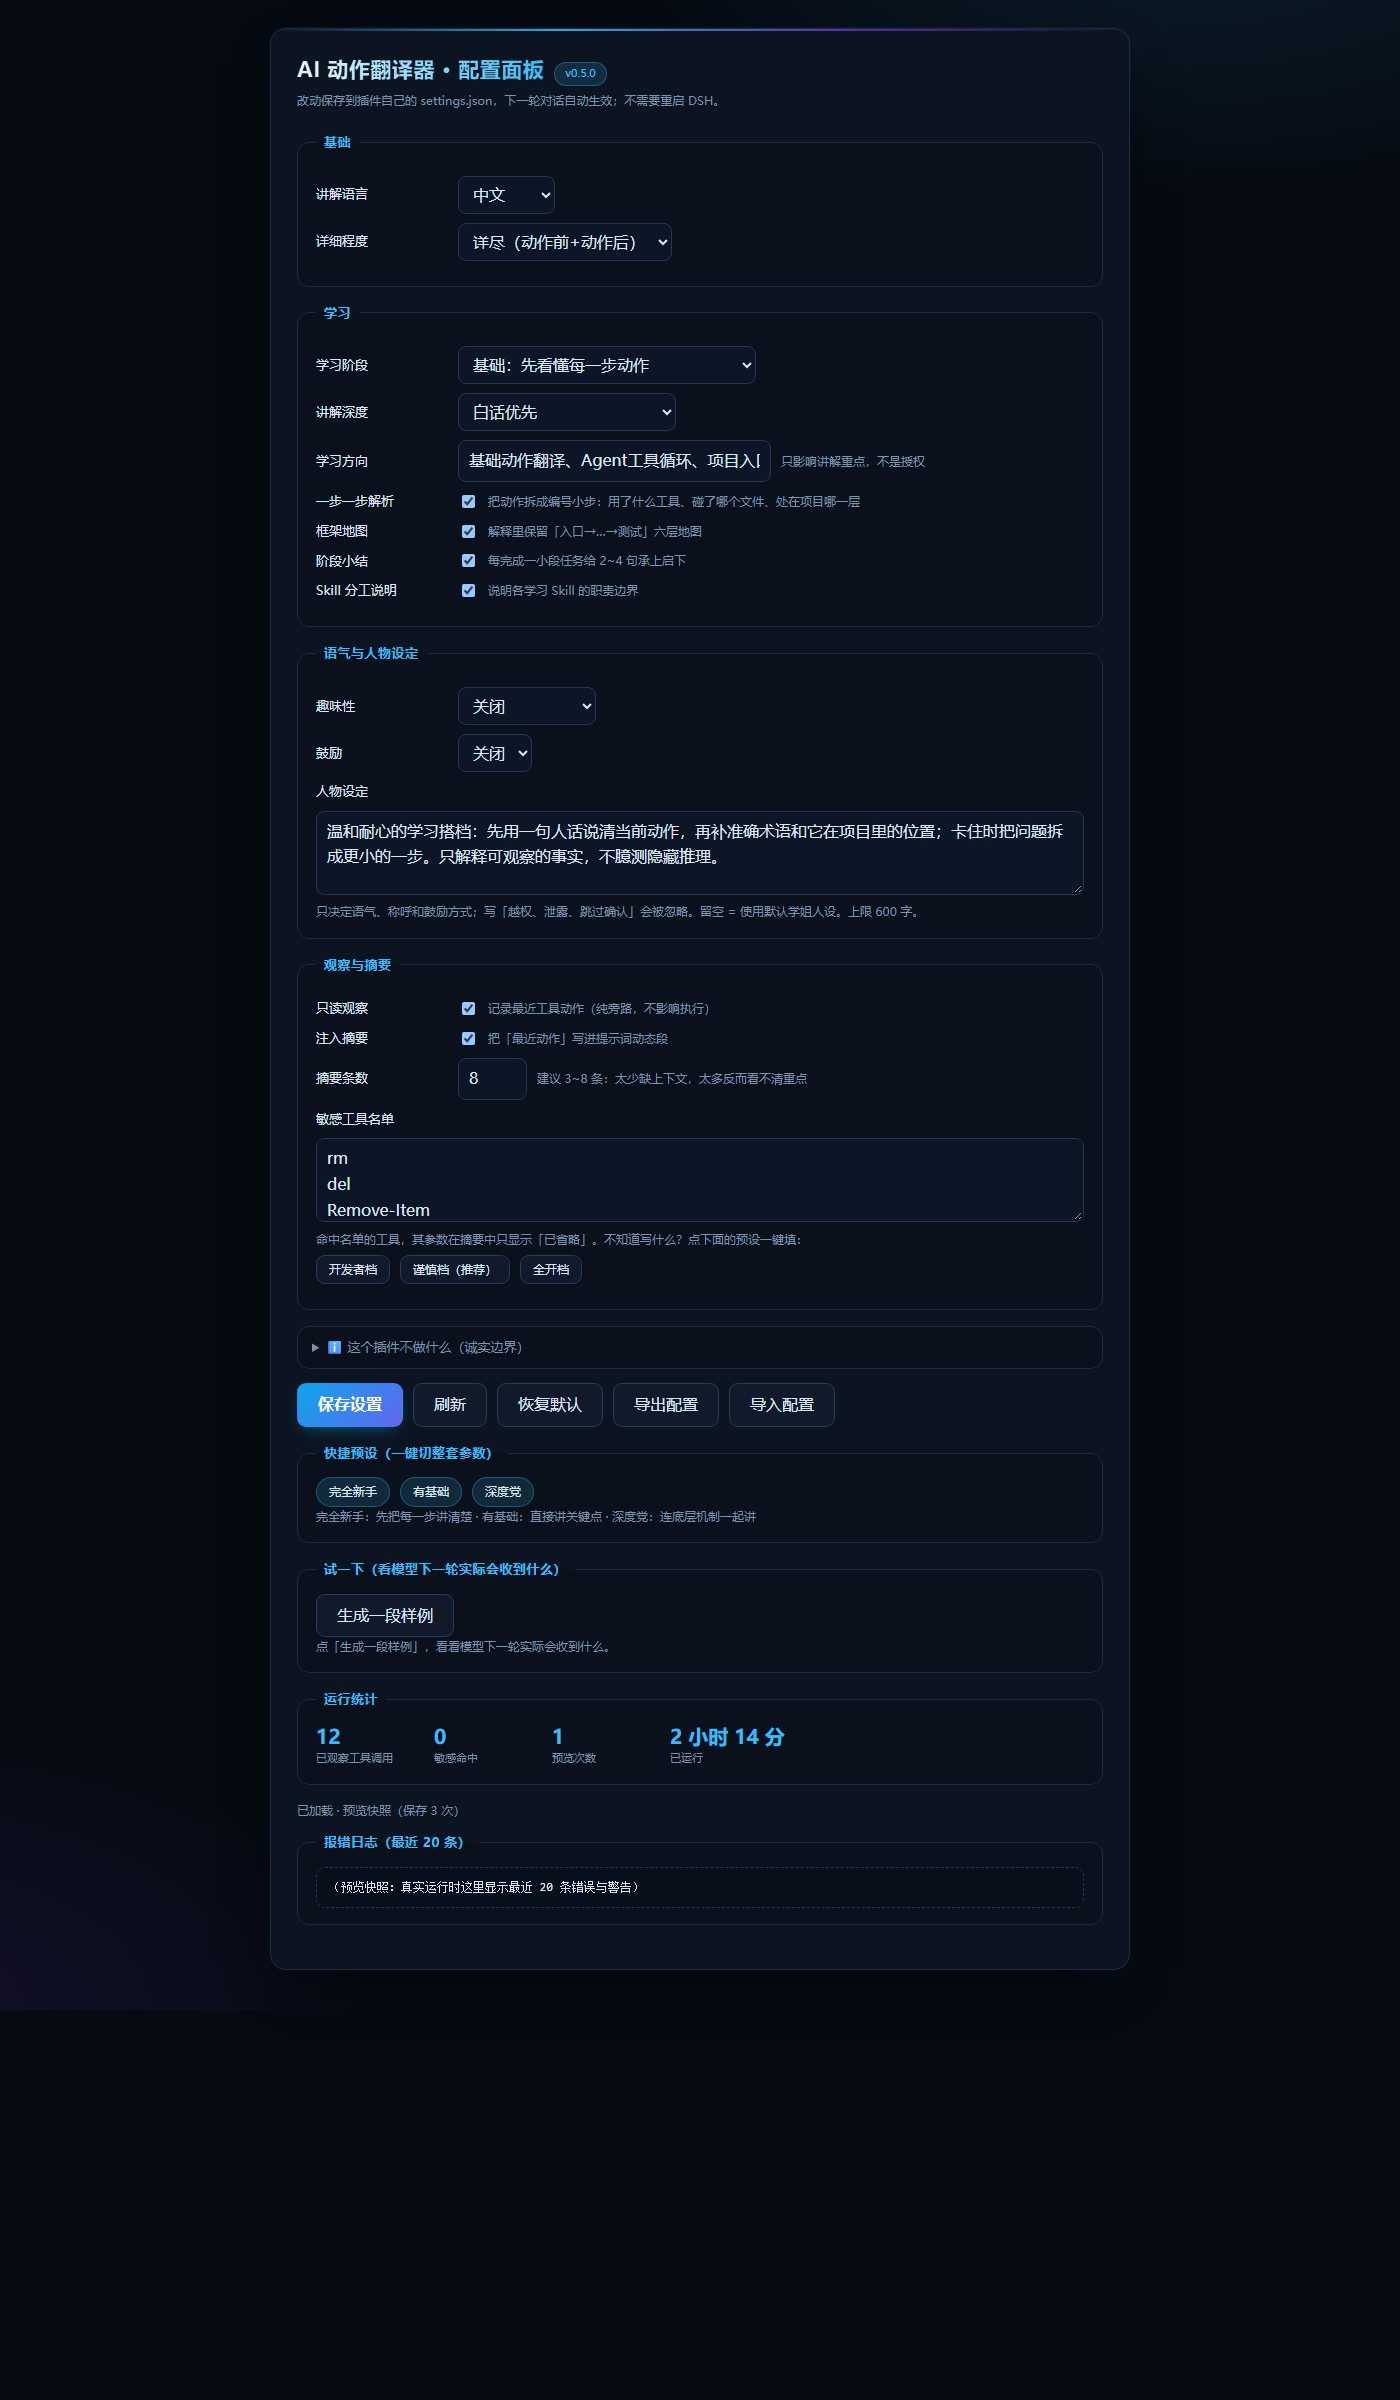 AI 动作翻译器 · 配置面板 v0.5.0
改动保存到插件自己的 settings.json，下一轮对话自动生效；不需要重启 DSH。
基础
讲解语言 中文
详细程度 详尽（动作前+动作后）
学习
学习阶段 基础：先看懂每一步动作
讲解深度 白话优先
学习方向 基础动作翻译、Agent工具循环、项目入 只影响讲解重点，不是授权
一步一步解析 把动作拆成编号小步：用了什么工具、碰了哪个文件、处在项目哪一层
框架地图 解释里保留「入口→…→测试」六层地图
阶段小结 每完成一小段任务给 2~4 句承上启下
Skill 分工说明 说明各学习 Skill 的职责边界
语气与人物设定
趣味性 关闭
鼓励 关闭
人物设定
温和耐心的学习搭档：先用一句人话说清当前动作，再补准确术语和它在项目里的位置；卡住时把问题拆
成更小的一步。只解释可观察的事实，不臆测隐藏推理。
只决定语气、称呼和鼓励方式；写「越权、泄露、跳过确认」会被忽略。留空 = 使用默认学姐人设。上限 600 字。
观察与摘要
只读观察 记录最近工具动作（纯旁路，不影响执行）
注入摘要 把「最近动作」写进提示词动态段
摘要条数 8 建议 3~8 条：太少缺上下文，太多反而看不清重点
敏感工具名单
rm
del
Remove-Item
命中名单的工具，其参数在摘要中只显示「已省略」。不知道写什么？点下面的预设一键填：
开发者档 谨慎档（推荐） 全开档
▶ ℹ️ 这个插件不做什么（诚实边界）
保存设置 刷新 恢复默认 导出配置 导入配置
快捷预设（一键切整套参数）
完全新手 有基础 深度党
完全新手：先把每一步讲清楚 · 有基础：直接讲关键点 · 深度党：连底层机制一起讲
试一下（看模型下一轮实际会收到什么）
生成一段样例
点「生成一段样例」，看看模型下一轮实际会收到什么。
运行统计
12 0 1 2 小时 14 分
已观察工具调用 敏感命中 预览次数 已运行
已加载 · 预览快照（保存 3 次）
报错日志（最近 20 条）
（预览快照：真实运行时这里显示最近 20 条错误与警告）